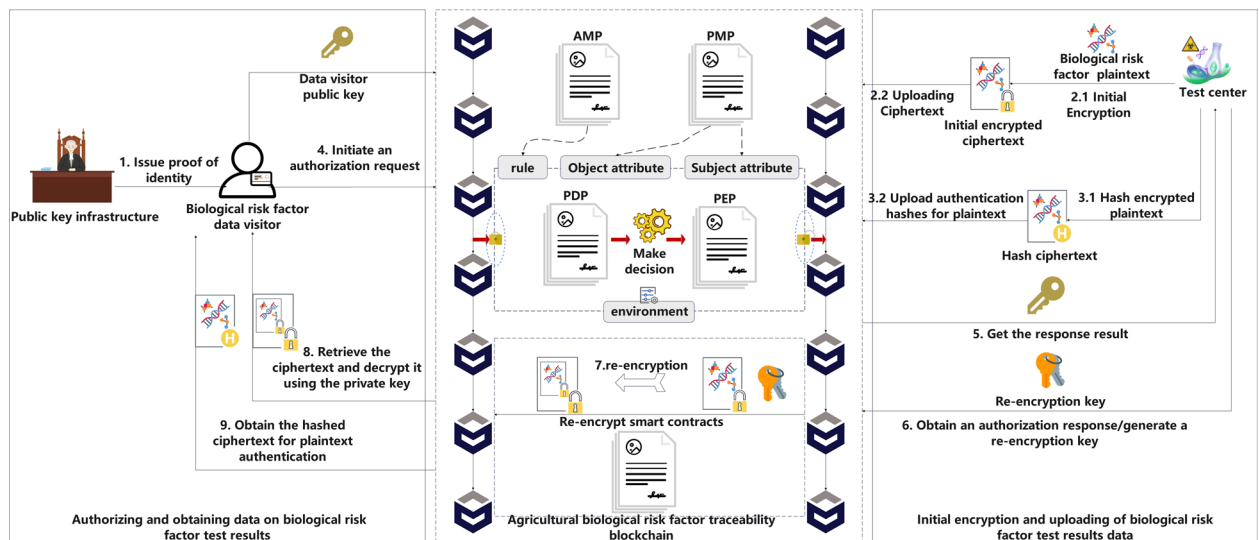 Data visitor
public key
1. Issue proof of
identity
4. Initiate an
authorization request
Public key infrastructure
Biological risk factor
data visitor
H
8. Retrieve the
ciphertext and decrypt it
using the private key
9. Obtain the hashed
ciphertext for plaintext
authentication
Authorizing and obtaining data on biological risk
factor test results
AMP
PMP
rule
Object attribute
Subject attribute
PDP
PEP
Make
decision
environment
7.re-encryption
Re-encrypt smart contracts
Agricultural biological risk factor traceability
blockchain
Biological risk
factor plaintext
Test center
2.2 Uploading
Ciphertext
2.1 Initial
Encryption
Initial encrypted
ciphertext
3.2 Upload authentication
hashes for plaintext
3.1 Hash encrypted
plaintext
H
Hash ciphertext
5. Get the response result
Re-encryption key
6. Obtain an authorization response/generate a
re-encryption key
Initial encryption and uploading of biological risk
factor test results data